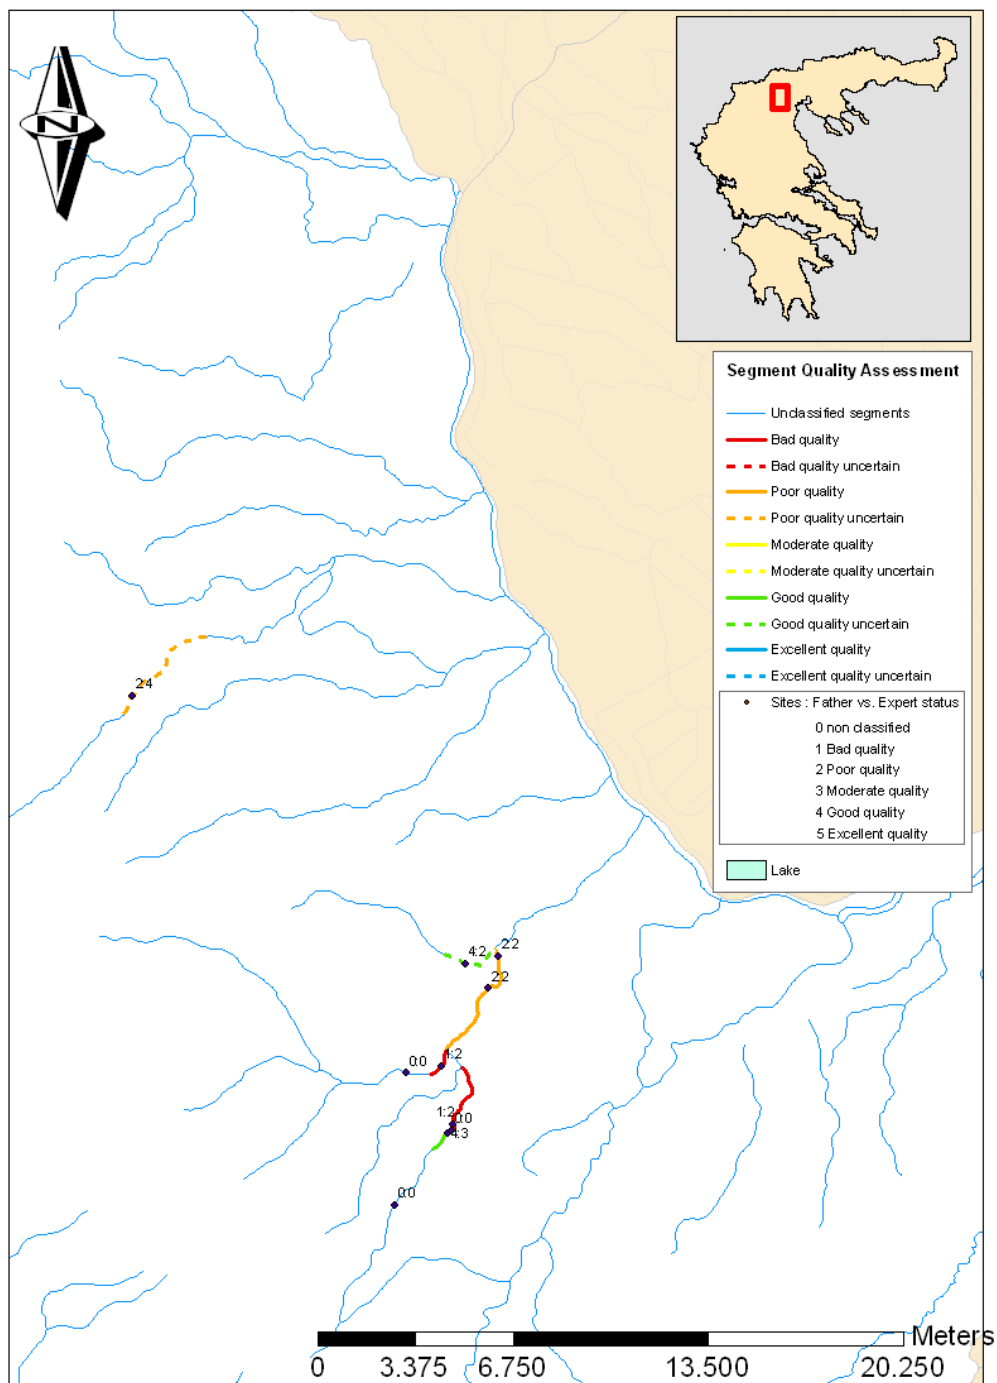 N
Segment Quality Assessment
Unclassified segments
Bad quality
Bad quality uncertain
Poor quality
Poor quality uncertain
Moderate quality
Moderate quality uncertain
Good quality
Good quality uncertain
Excellent quality
Excellent quality uncertain
Sites : Father vs. Expert status
0 non classified
1 Bad quality
2 Poor quality
3 Moderate quality
4 Good quality
5 Excellent quality
Lake
2:4
2:2
4:2
2:2
0:0
1:2
0:0
4:3
0:0
Meters
0 3.375 6.750 13.500 20.250